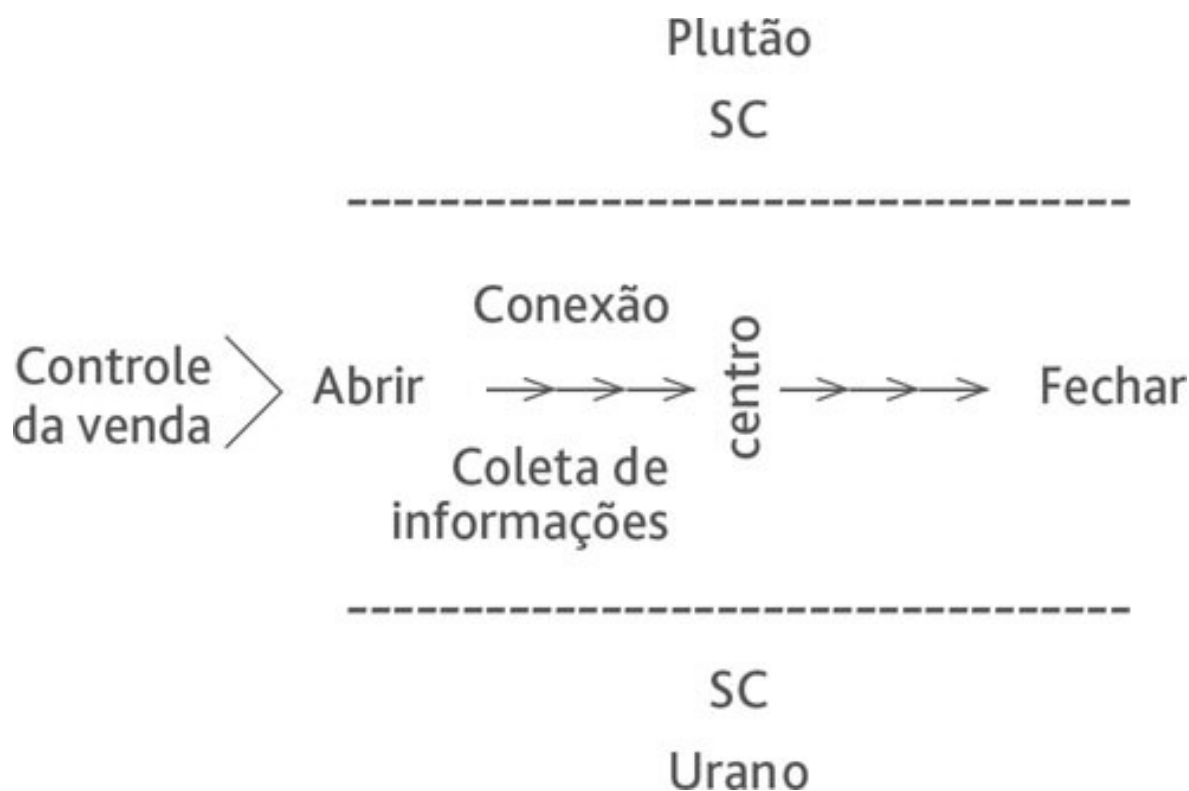 Plutão
SC
Conexão
Controle
da venda
Abrir
centro
Fechar
Coleta de
informações
SC
Urano